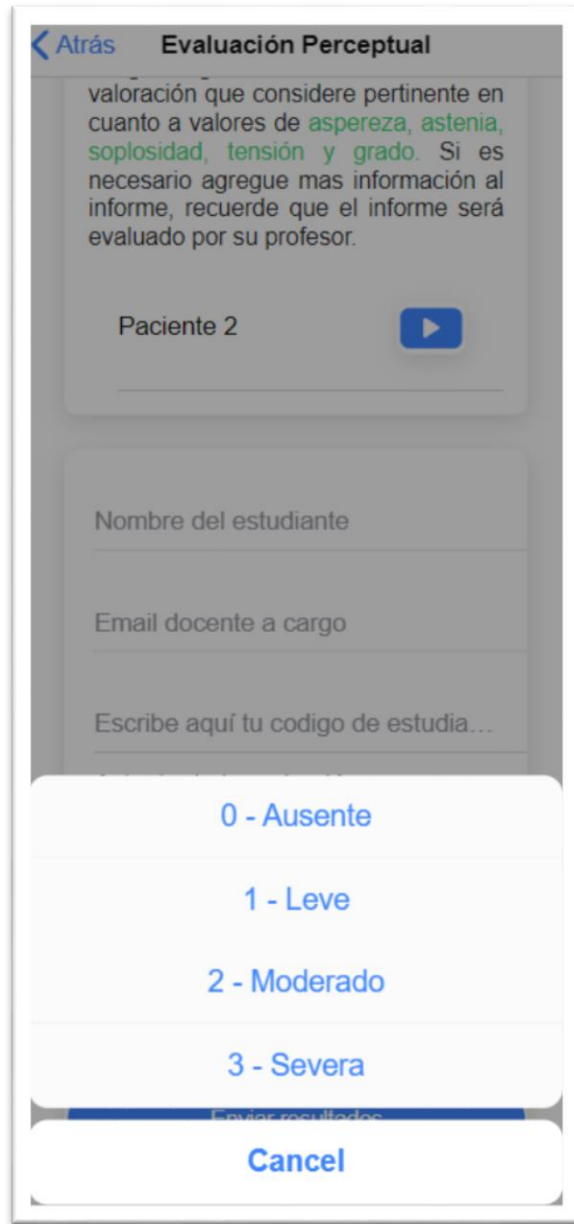 Atrás Evaluación Perceptual
valoración que considere pertinente en
cuanto a valores de aspereza, astenia,
soplosidad, tensión y grado. Si es
necesario agregue mas información al
informe, recuerde que el informe será
evaluado por su profesor.
Paciente 2
Nombre del estudiante
Email docente a cargo
Escribe aquí tu codigo de estudia...
0 - Ausente
1 - Leve
2 - Moderado
3 - Severa
Enviar resultados
Cancel